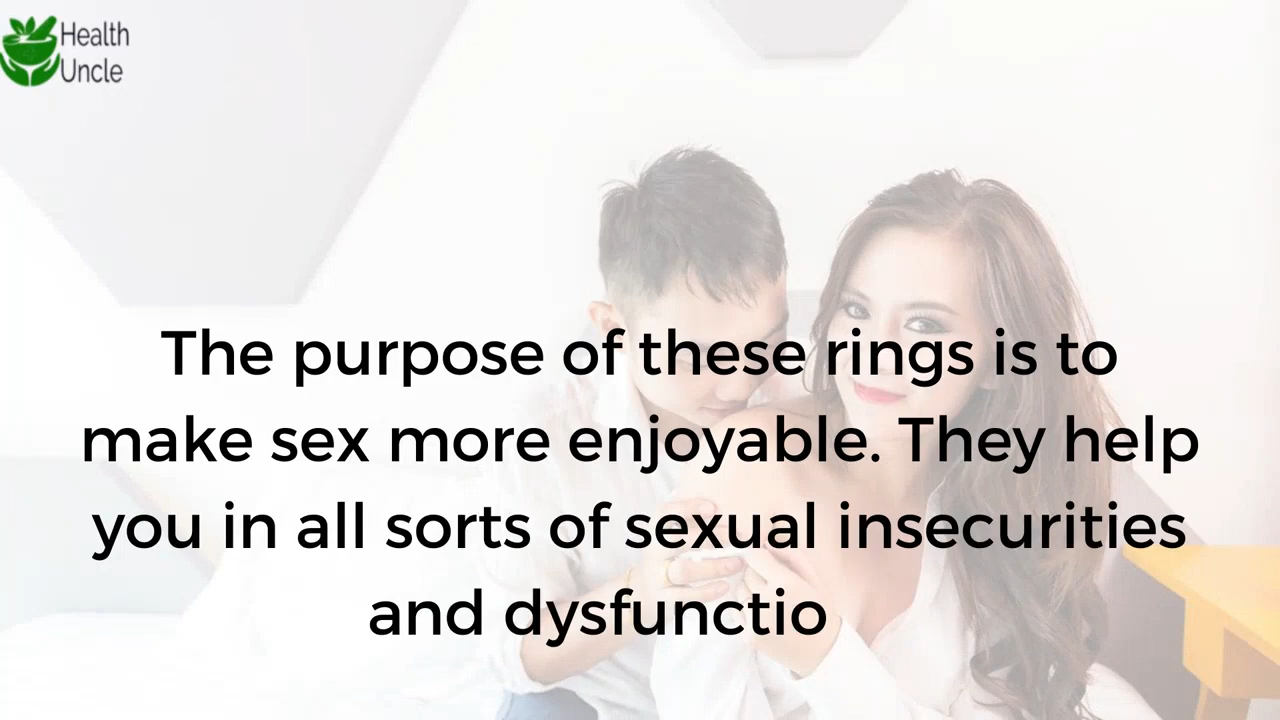 Health
Uncle
The purpose of these rings is to
make sex more enjoyable. They help
you in all sorts of sexual insecurities
and dysfunctio